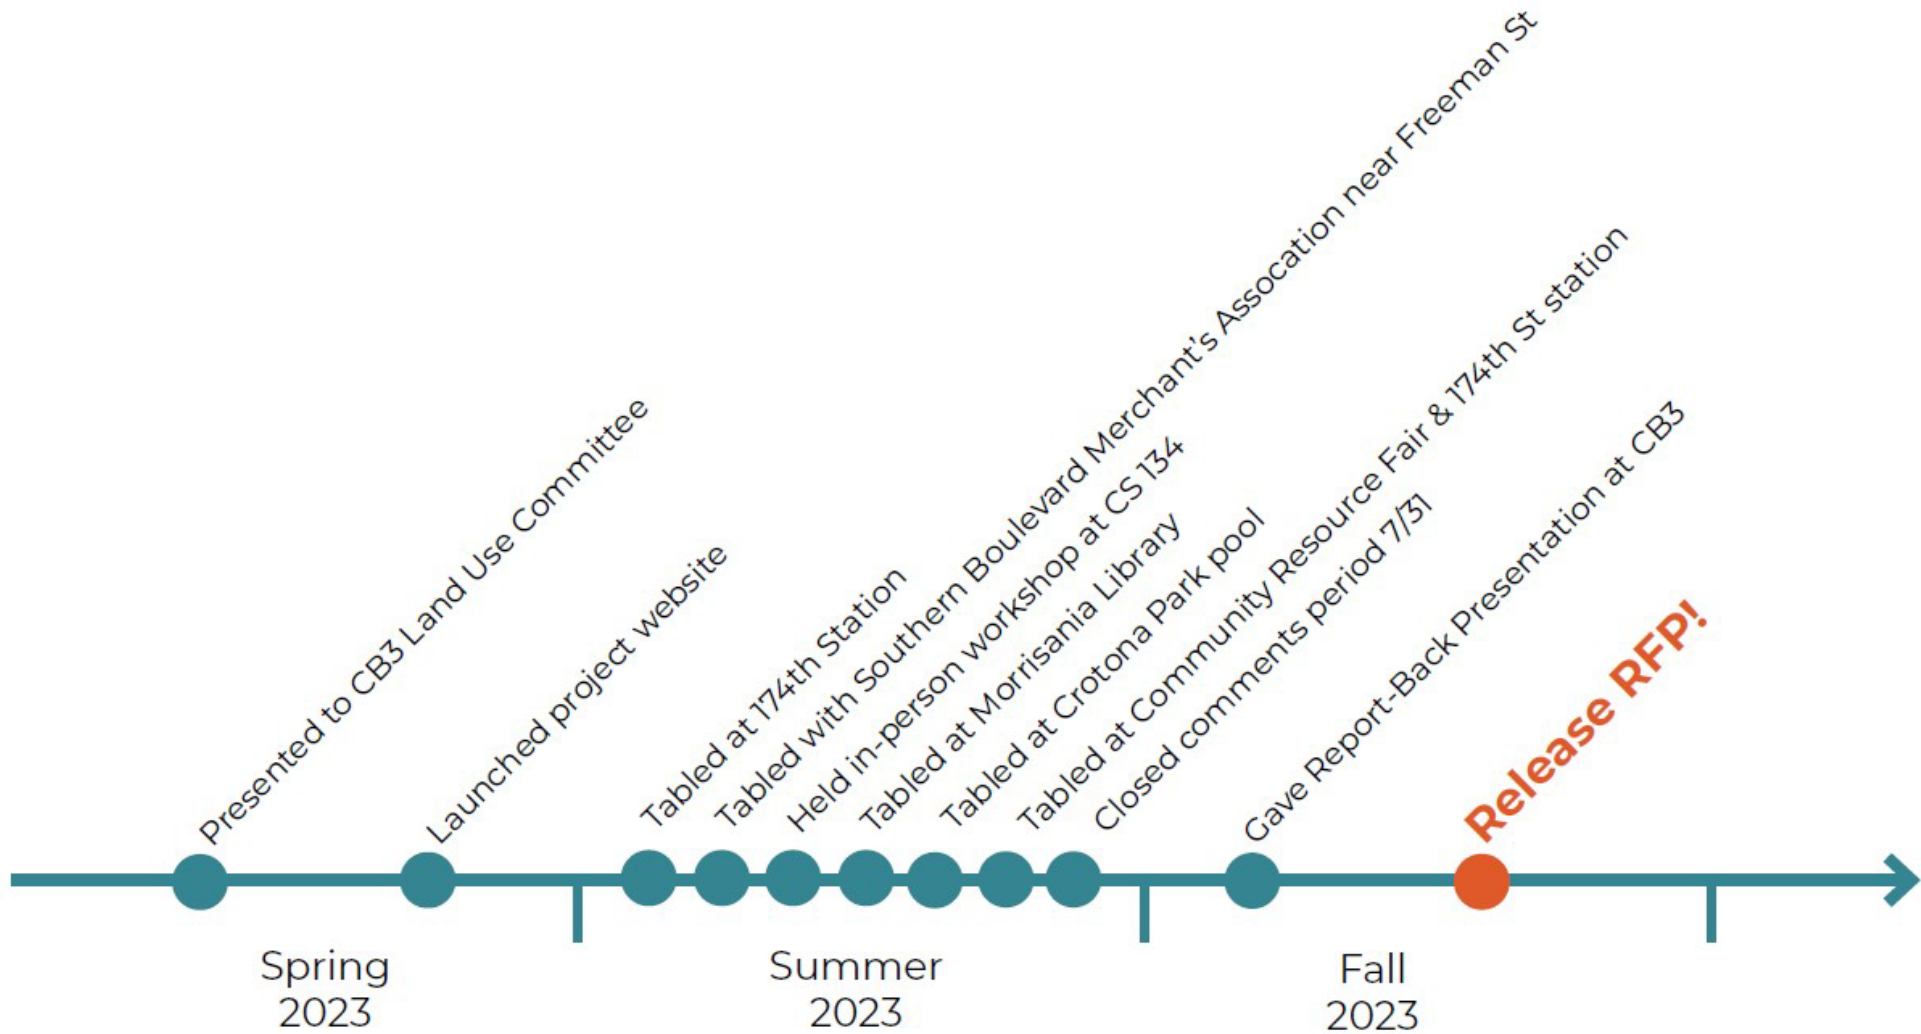 Presented to CB3 Land Use Committee
Launched project website
Tabled at 174th Station
Tabled with Southern Boulevard Merchant's Assocation near Freeman St
Held in-person workshop at CS 134
Tabled at Morrisania Library
Tabled at Crotona Park pool
Tabled at Community Resource Fair & 174th St station
Closed comments period 7/31
Gave Report-Back Presentation at CB3
Release RFP!
Spring
2023
Summer
2023
Fall
2023